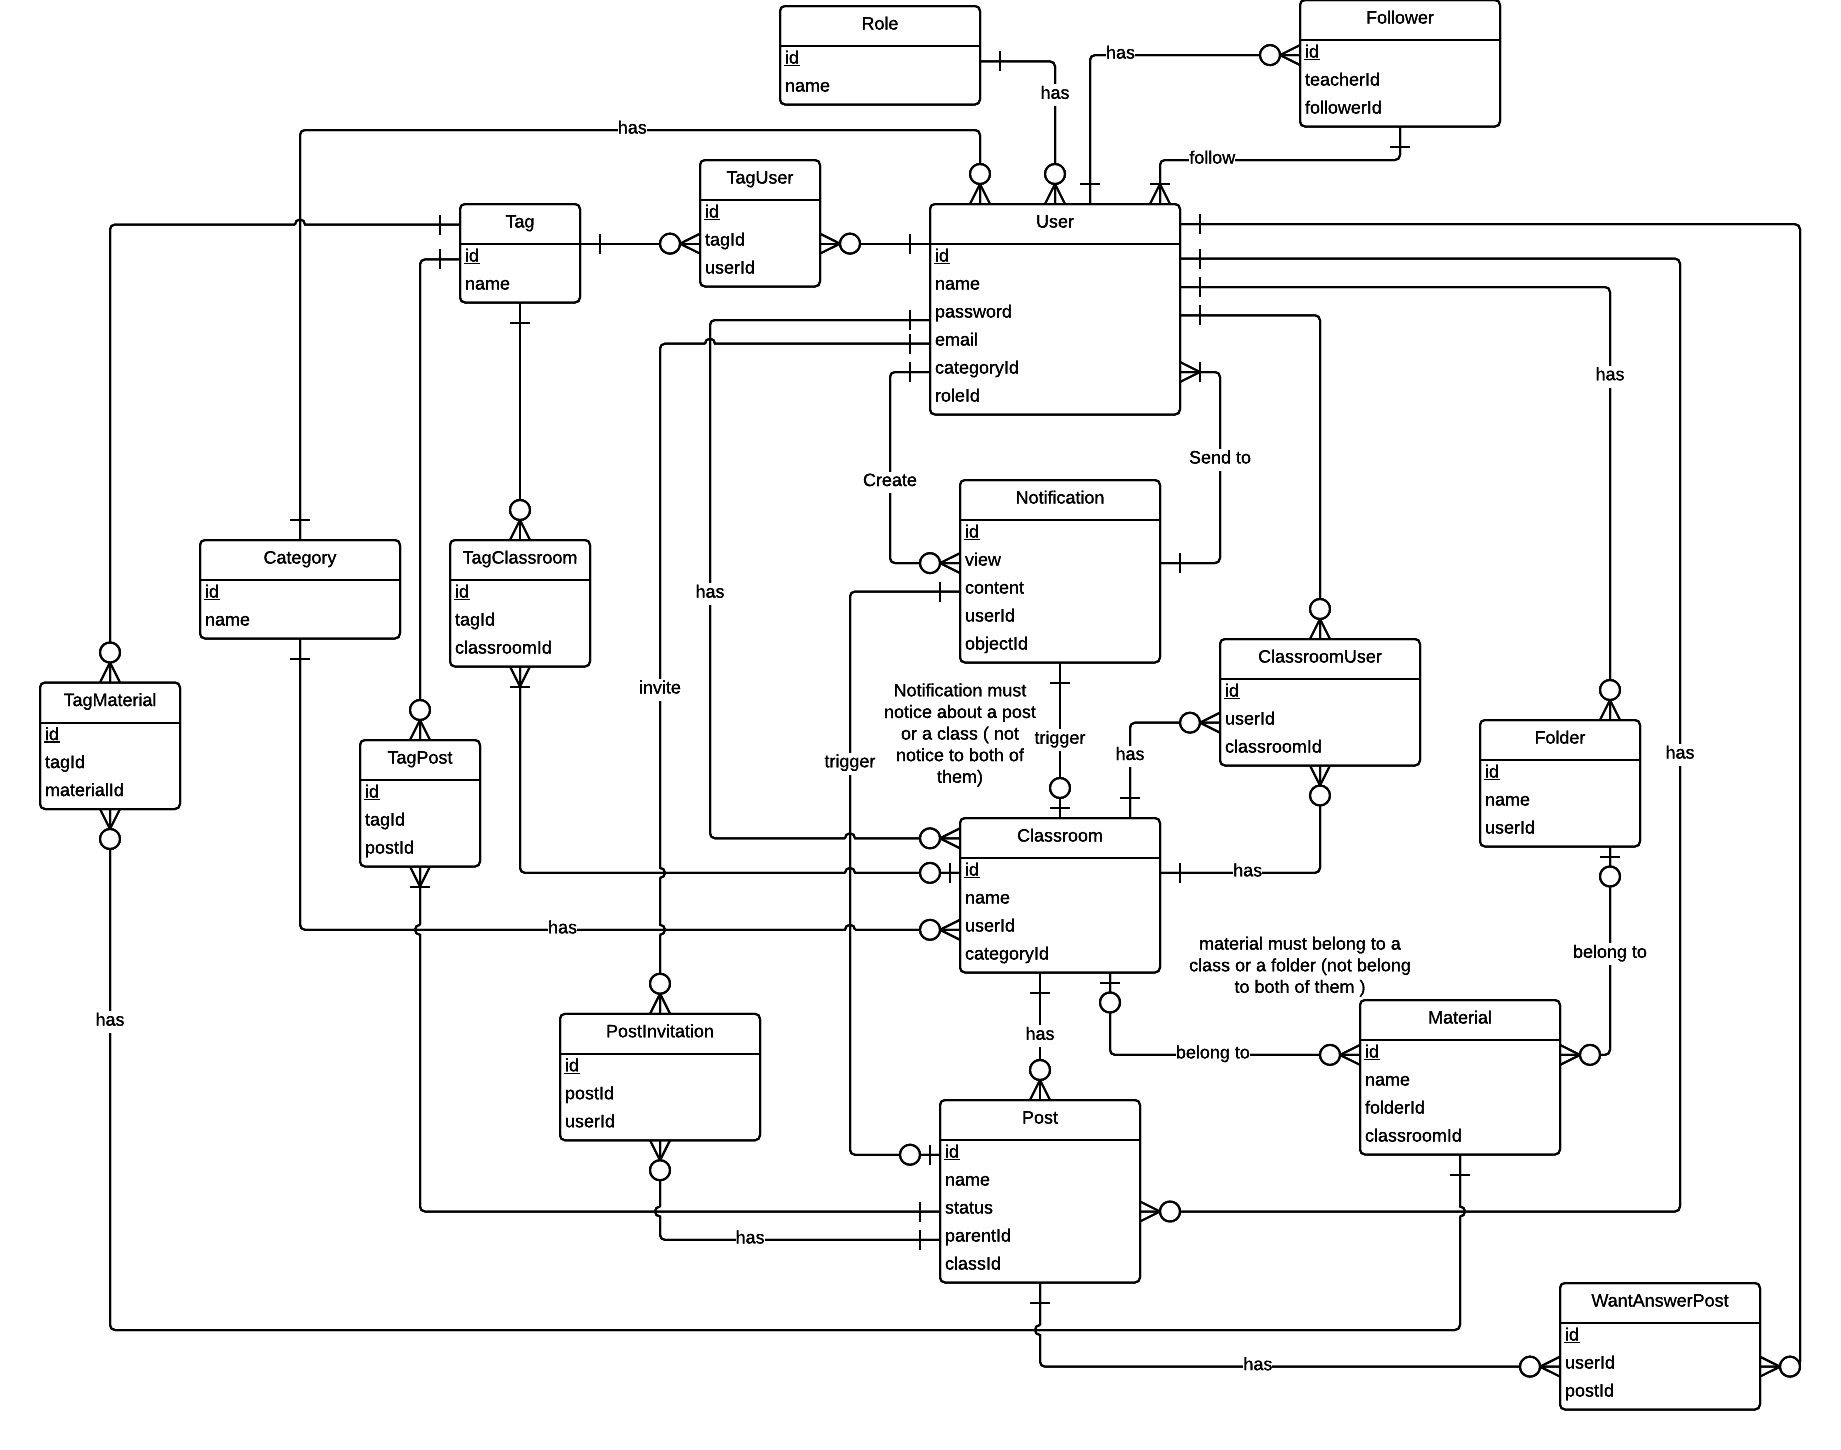 Role
id
name
Follower
id
teacherId
followerId
has
has
has
follow
TagUser
id
tagId
userId
Tag
id
name
User
id
name
password
email
categoryId
roleId
has
Create
Send to
Notification
id
view
content
userId
objectId
Category
id
name
TagClassroom
id
tagId
classroomId
has
invite
ClassroomUser
id
userId
classroomId
TagMaterial
id
tagId
materialId
Notification must
notice about a post
or a class ( not
notice to both of
them)
trigger
trigger
has
has
Folder
id
name
userId
TagPost
id
tagId
postId
Classroom
id
name
userId
categoryId
has
has
material must belong to a
class or a folder (not belong
to both of them )
belong to
has
has
belong to
PostInvitation
id
postId
userId
Material
id
name
folderId
classroomId
Post
id
name
status
parentId
classId
has
WantAnswerPost
id
userId
postId
has